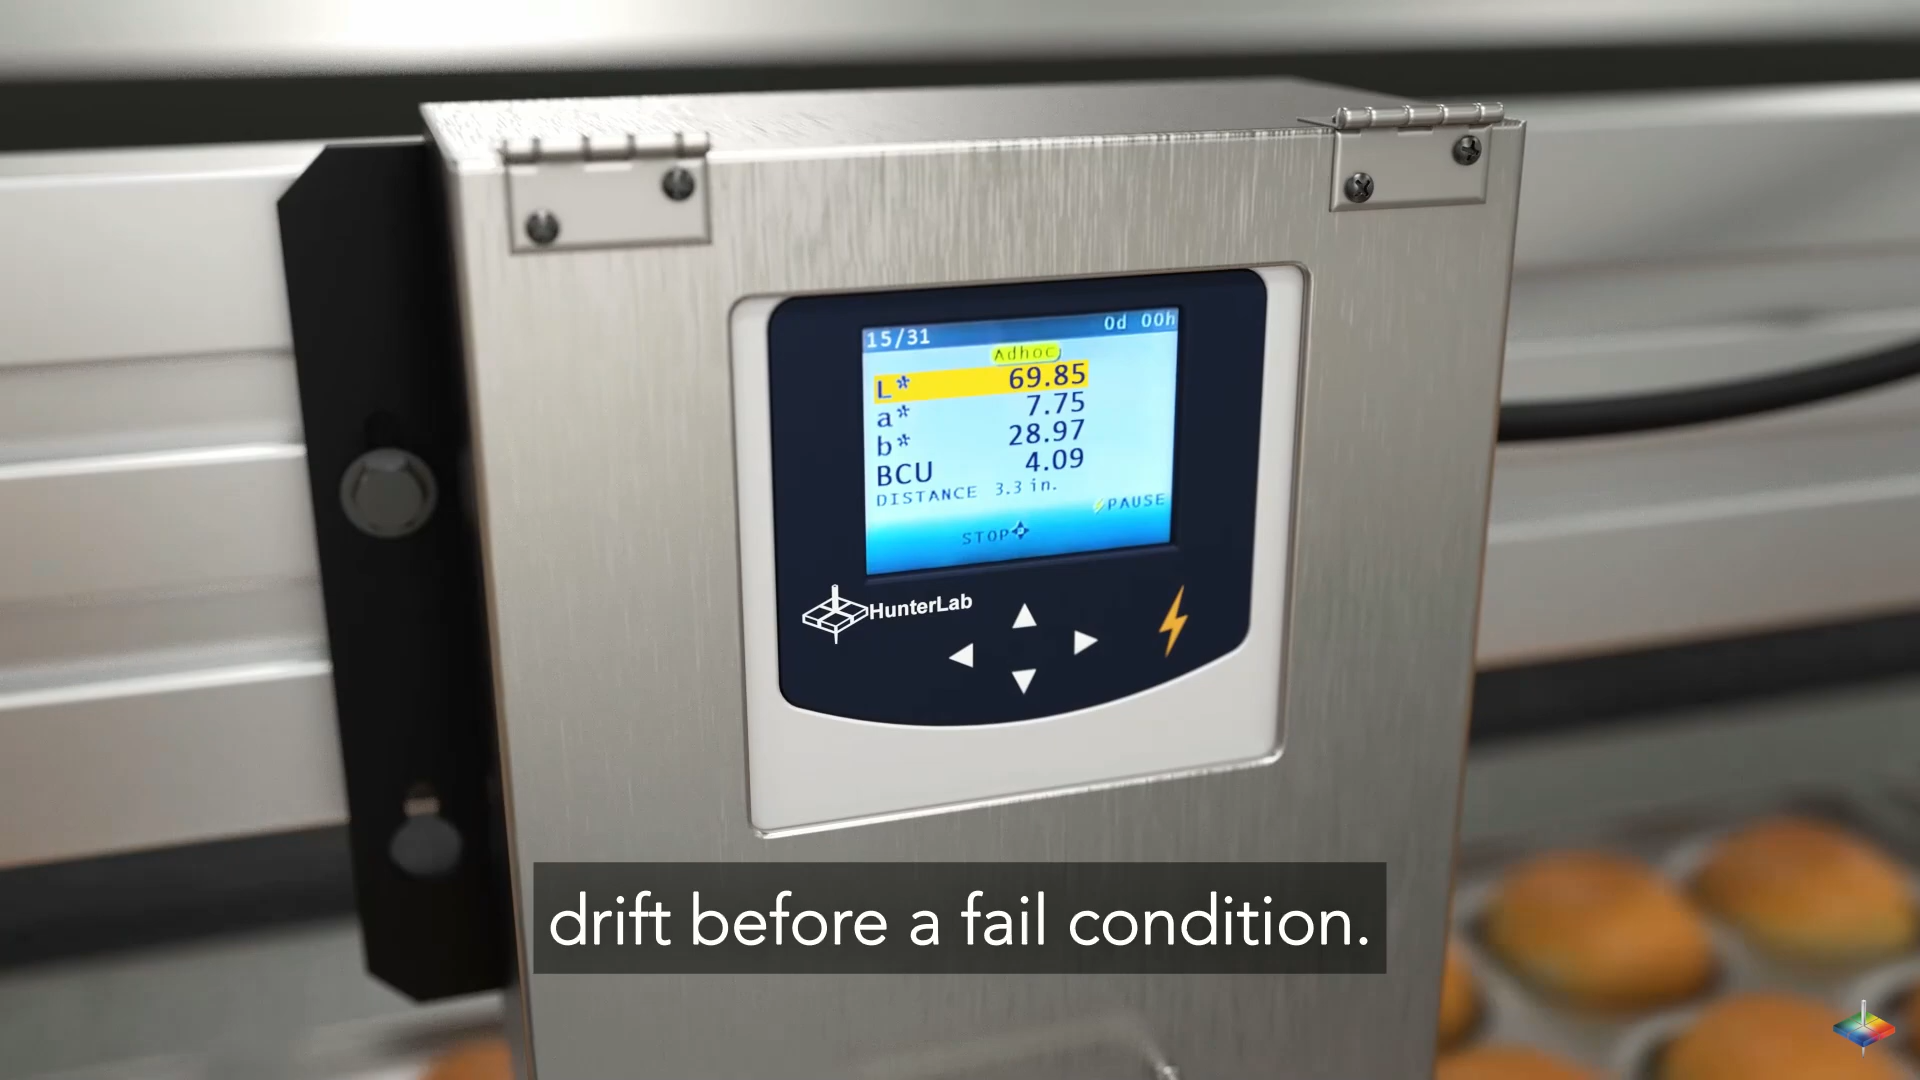 15/31 0d 00h
Adhoc
L* 69.85
a* 7.75
b* 28.97
BCU 4.09
DISTANCE 3.3 in.
PAUSE
STOP
HunterLab
drift before a fail condition.